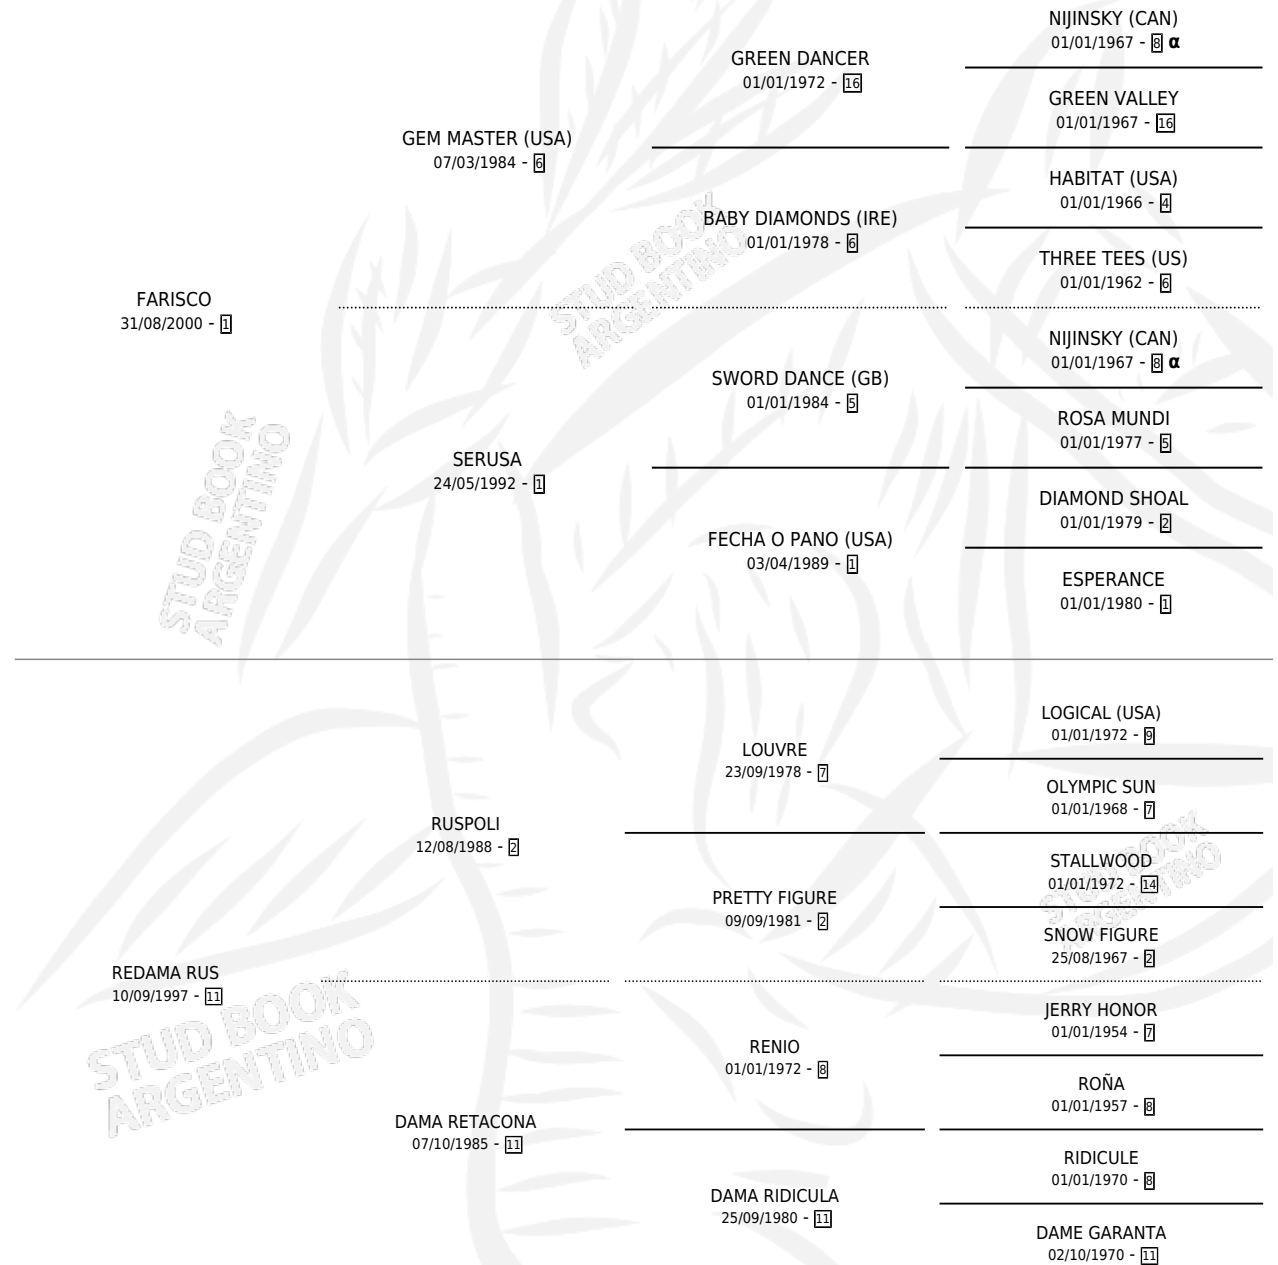 NIJINSKY (CAN)
01/01/1967 - 8 α
GREEN DANCER
01/01/1972 - 16
GREEN VALLEY
01/01/1967 - 16
GEM MASTER (USA)
07/03/1984 - 6
HABITAT (USA)
01/01/1966 - 4
BABY DIAMONDS (IRE)
01/01/1978 - 6
THREE TEES (US)
01/01/1962 - 6
FARISCO
31/08/2000 - 1
STUD BOOK
ARGENTINO
NIJINSKY (CAN)
01/01/1967 - 8 α
SWORD DANCE (GB)
01/01/1984 - 5
ROSA MUNDI
01/01/1977 - 5
SERUSA
24/05/1992 - 1
DIAMOND SHOAL
01/01/1979 - 2
FECHA O PANO (USA)
03/04/1989 - 1
ESPERANCE
01/01/1980 - 1
STUD BOOK
ARGENTINO
LOGICAL (USA)
01/01/1972 - 9
LOUVRE
23/09/1978 - 7
OLYMPIC SUN
01/01/1968 - 7
RUSPOLI
12/08/1988 - 2
STALLWOOD
01/01/1972 - 14
PRETTY FIGURE
09/09/1981 - 2
SNOW FIGURE
25/08/1967 - 2
STUD BOOK
ARGENTINO
REDAMA RUS
10/09/1997 - 11
STUD BOOK
ARGENTINO
JERRY HONOR
01/01/1954 - 7
RENIO
01/01/1972 - 8
ROÑA
01/01/1957 - 8
DAMA RETACONA
07/10/1985 - 11
RIDICULE
01/01/1970 - 8
DAMA RIDICULA
25/09/1980 - 11
DAME GARANTA
02/10/1970 - 11